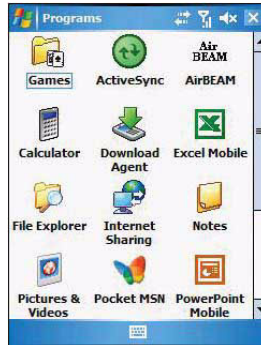 Programs
Air
BEAM
Games
ActiveSync
AirBEAM
Calculator
Download
Agent
Excel Mobile
File Explorer
Internet
Sharing
Notes
Pictures &
Videos
Pocket MSN
PowerPoint
Mobile